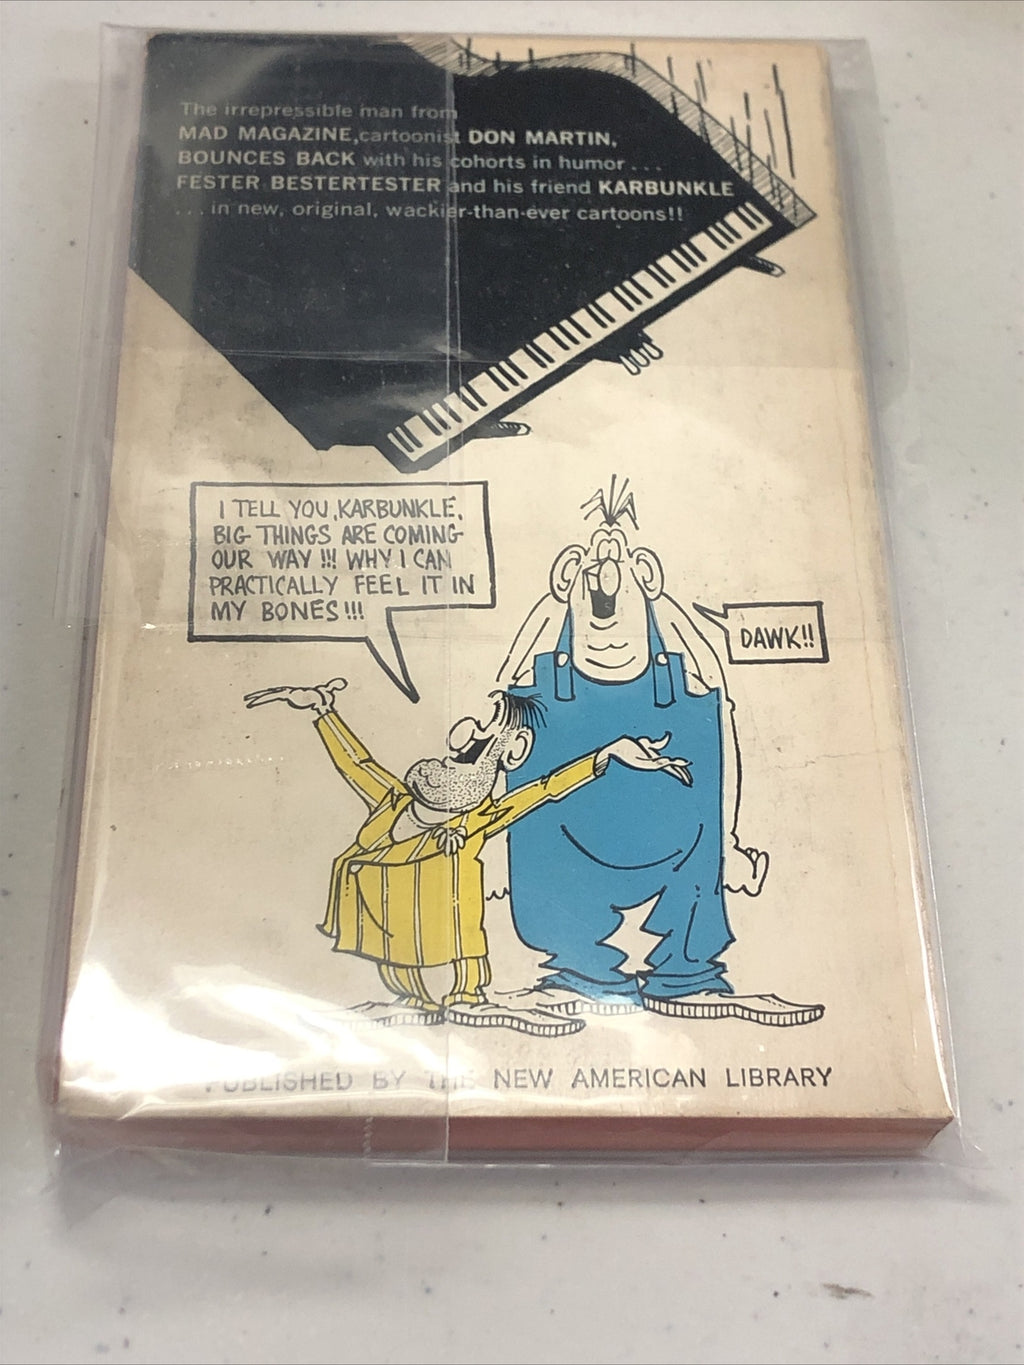 The irrepressible man from
MAD MAGAZINE,cartoonist DON MARTIN,
BOUNCES BACK with his cohorts in humor ...
FESTER BESTERTESTER and his friend KARBUNKLE
... in new, original, wackier-than-ever cartoons!!
I TELL YOU, KARBUNKLE,
BIG THINGS ARE COMING
OUR WAY !!! WHY I CAN
PRACTICALLY FEEL IT IN
MY BONES!!!
DAWK!!
PUBLISHED BY THE NEW AMERICAN LIBRARY